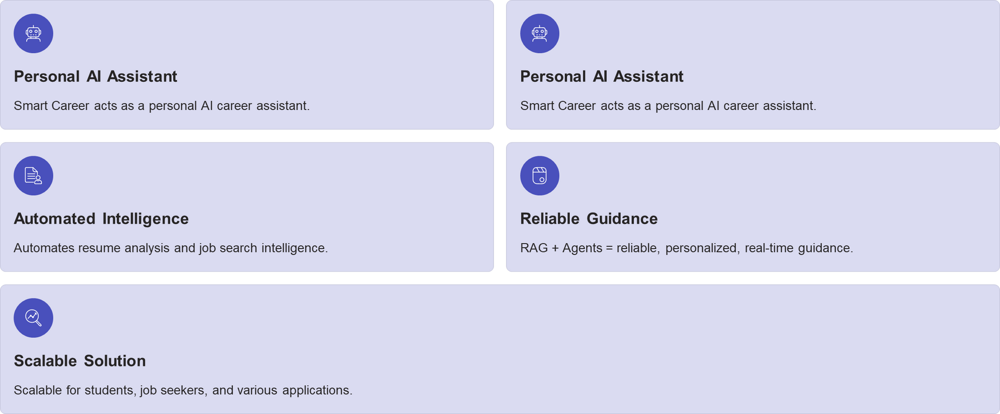 Personal AI Assistant
Smart Career acts as a personal AI career assistant.
Personal AI Assistant
Smart Career acts as a personal AI career assistant.
Automated Intelligence
Automates resume analysis and job search intelligence.
Reliable Guidance
RAG + Agents = reliable, personalized, real-time guidance.
Scalable Solution
Scalable for students, job seekers, and various applications.